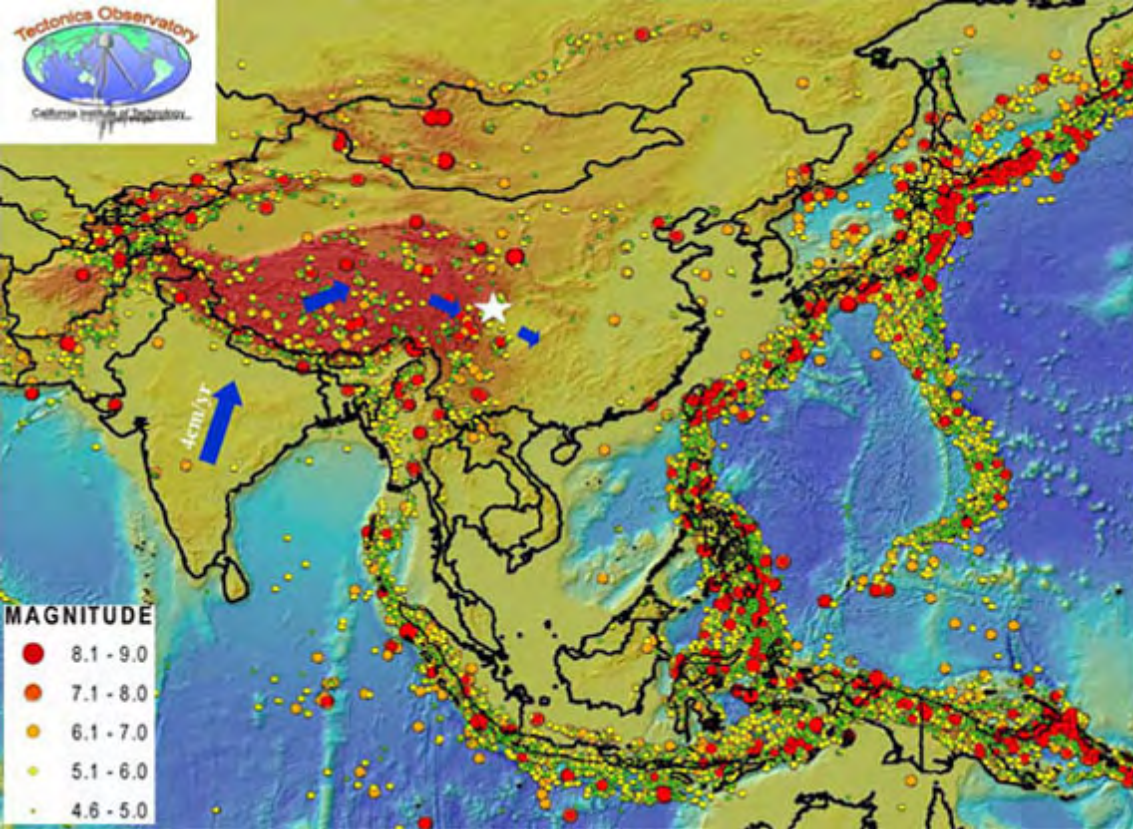 Tectonics Observatory
California Institute of Technology
4cm/yr
MAGNITUDE
8.1 - 9.0
7.1 - 8.0
6.1 - 7.0
5.1 - 6.0
4.6 - 5.0